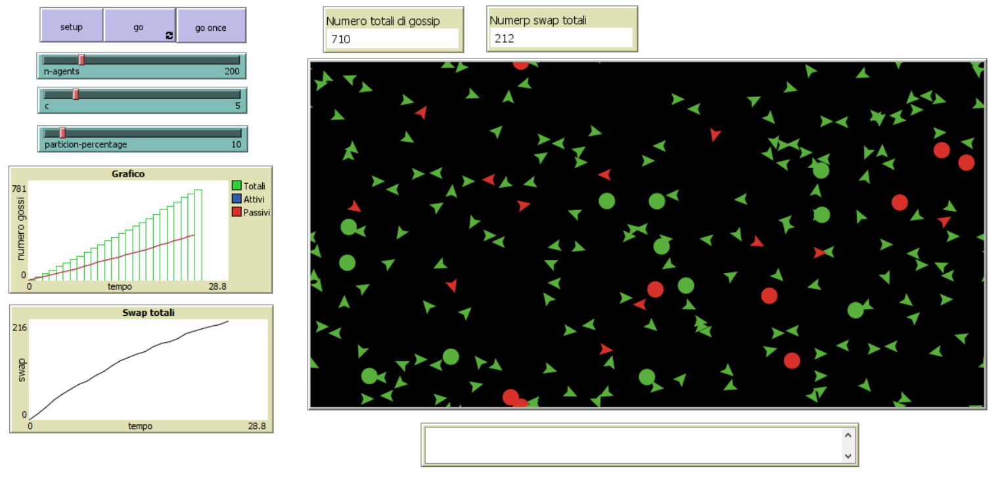 setup
go
go once
n-agents 200
c 5
particion-percentage 10
Numero totali di gossip
710
Numerp swap totali
212
Grafico
781
numero gossi
0
0 tempo 28.8
Totali
Attivi
Passivi
Swap totali
216
swap
0
0 tempo 28.8